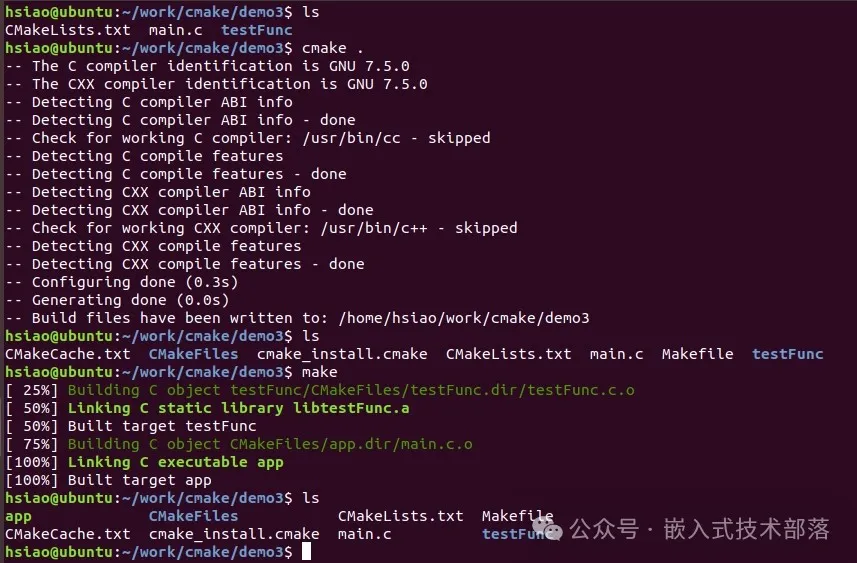 hsiao@ubuntu:~/work/cmake/demo3$ ls
CMakeLists.txt  main.c  testFunc
hsiao@ubuntu:~/work/cmake/demo3$ cmake .
-- The C compiler identification is GNU 7.5.0
-- The CXX compiler identification is GNU 7.5.0
-- Detecting C compiler ABI info
-- Detecting C compiler ABI info - done
-- Check for working C compiler: /usr/bin/cc - skipped
-- Detecting C compile features
-- Detecting C compile features - done
-- Detecting CXX compiler ABI info
-- Detecting CXX compiler ABI info - done
-- Check for working CXX compiler: /usr/bin/c++ - skipped
-- Detecting CXX compile features
-- Detecting CXX compile features - done
-- Configuring done (0.3s)
-- Generating done (0.0s)
-- Build files have been written to: /home/hsiao/work/cmake/demo3
hsiao@ubuntu:~/work/cmake/demo3$ ls
CMakeCache.txt  CMakeFiles  cmake_install.cmake  CMakeLists.txt  main.c  Makefile  testFunc
hsiao@ubuntu:~/work/cmake/demo3$ make
[ 25%] Building C object testFunc/CMakeFiles/testFunc.dir/testFunc.c.o
[ 50%] Linking C static library libtestFunc.a
[ 50%] Built target testFunc
[ 75%] Building C object CMakeFiles/app.dir/main.c.o
[100%] Linking C executable app
[100%] Built target app
hsiao@ubuntu:~/work/cmake/demo3$ ls
app             CMakeFiles           CMakeLists.txt  Makefile
CMakeCache.txt  cmake_install.cmake  main.c          testFunc
公众号 · 嵌入式技术部落
hsiao@ubuntu:~/work/cmake/demo3$